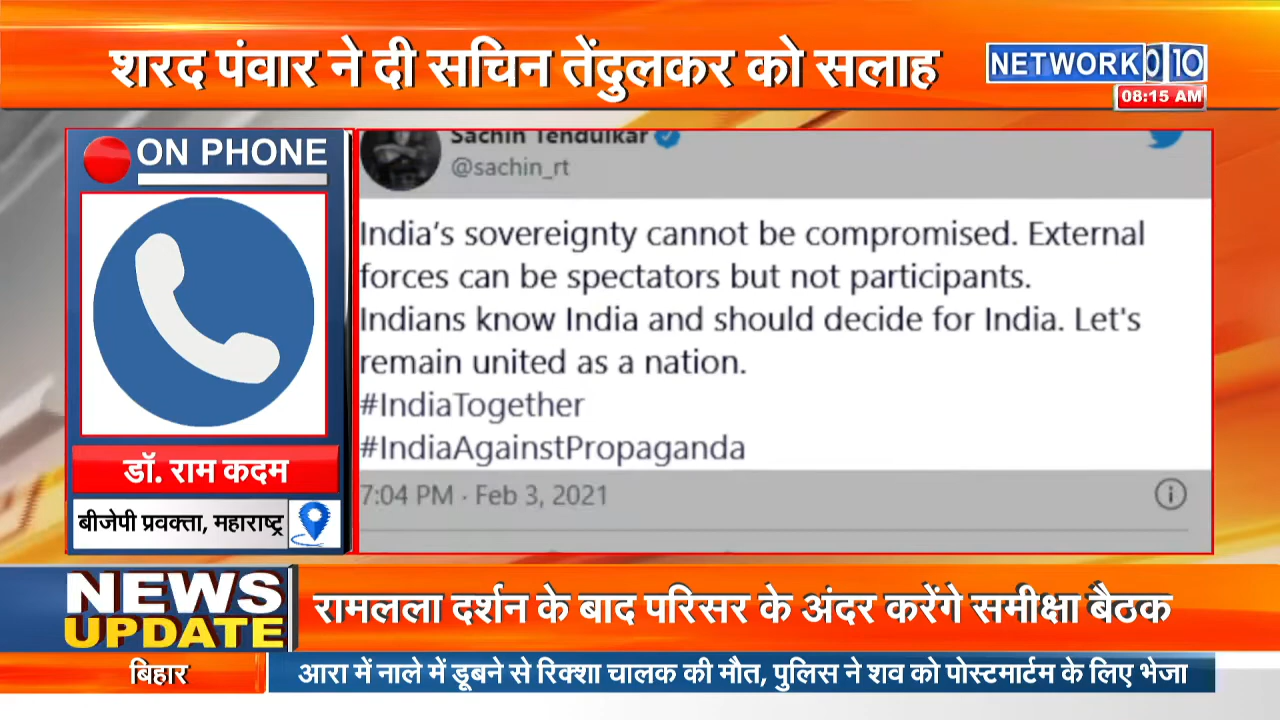 शरद पंवार ने दी सचिन तेंदुलकर को सलाह
NETWORK 10
08:15 AM
ON PHONE
Sachin Tendulkar
@sachin_rt
India’s sovereignty cannot be compromised. External
forces can be spectators but not participants.
Indians know India and should decide for India. Let's
remain united as a nation.
#IndiaTogether
#IndiaAgainstPropaganda
7:04 PM · Feb 3, 2021
डॉ. राम कदम
बीजेपी प्रवक्ता, महाराष्ट्र
NEWS
UPDATE
रामलला दर्शन के बाद परिसर के अंदर करेंगे समीक्षा बैठक
बिहार
आरा में नाले में डूबने से रिक्शा चालक की मौत, पुलिस ने शव को पोस्टमार्टम के लिए भेजा